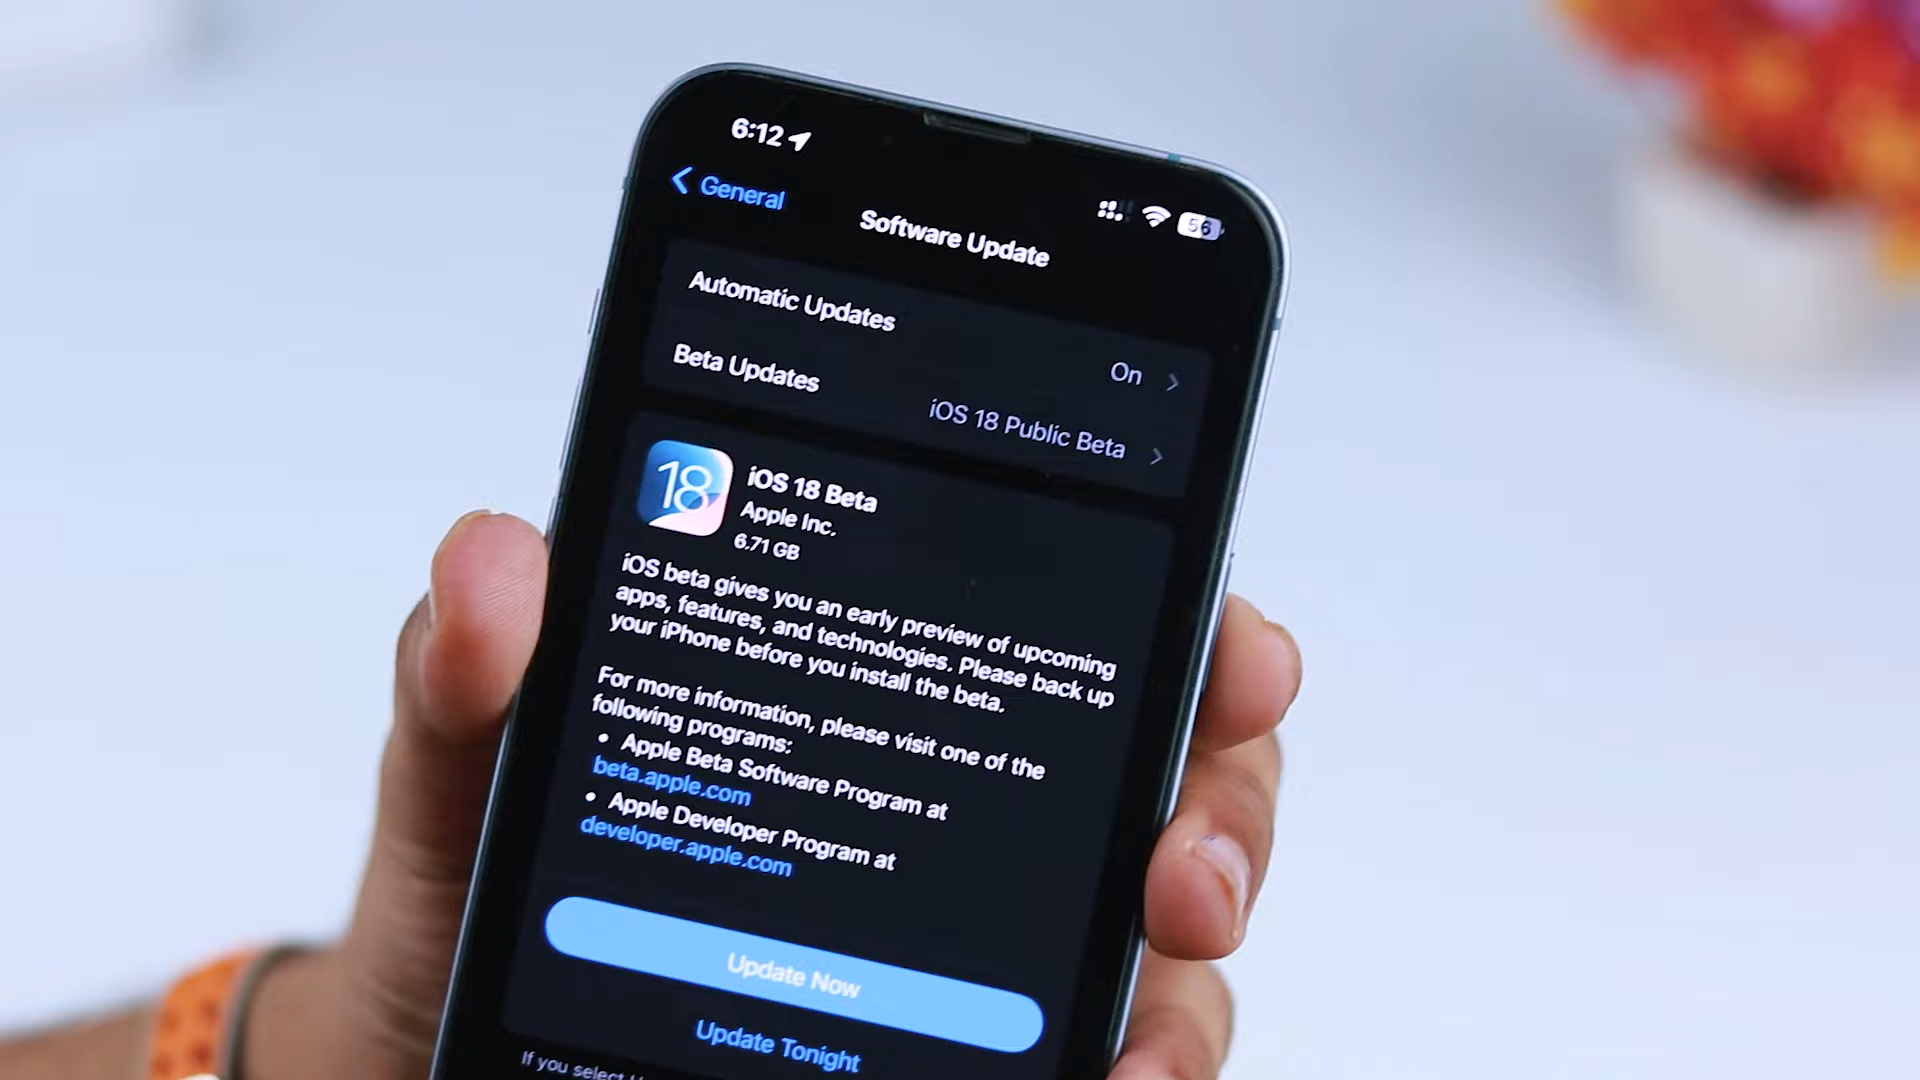 6:12
56
General
Software Update
Automatic Updates
On
Beta Updates
iOS 18 Public Beta
18
iOS 18 Beta
Apple Inc.
6.71 GB
iOS beta gives you an early preview of upcoming
apps, features, and technologies. Please back up
your iPhone before you install the beta.
For more information, please visit one of the
following programs:
• Apple Beta Software Program at
beta.apple.com
• Apple Developer Program at
developer.apple.com
Update Now
Update Tonight
If you select